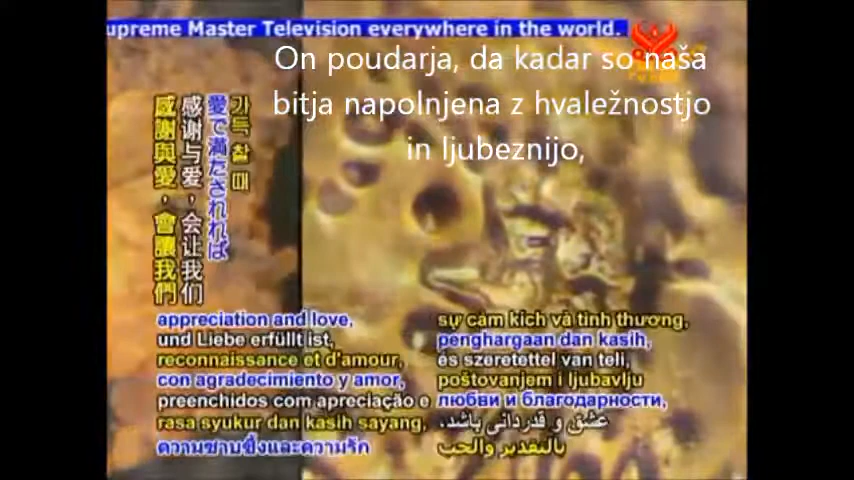 upreme Master Television everywhere in the world.
On poudarja, da kadar so naša
bitja napolnjena z hvaležnostjo
in ljubeznijo,
가득찰때
愛で満たされれば
感谢与爱，会让我们
感謝與愛，會讓我們
appreciation and love,
und Liebe erfüllt ist,
reconnaissance et d'amour,
con agradecimiento y amor,
preenchidos com apreciação e
rasa syukur dan kasih sayang,
ความซาบซึ้งและความรัก
sự cảm kích và tình thương,
penghargaan dan kasih,
és szeretettel van teli,
poštovanjem i ljubavlju
любви и благодарности,
عشق و قدردانی باشد،
بالتقدير والحب